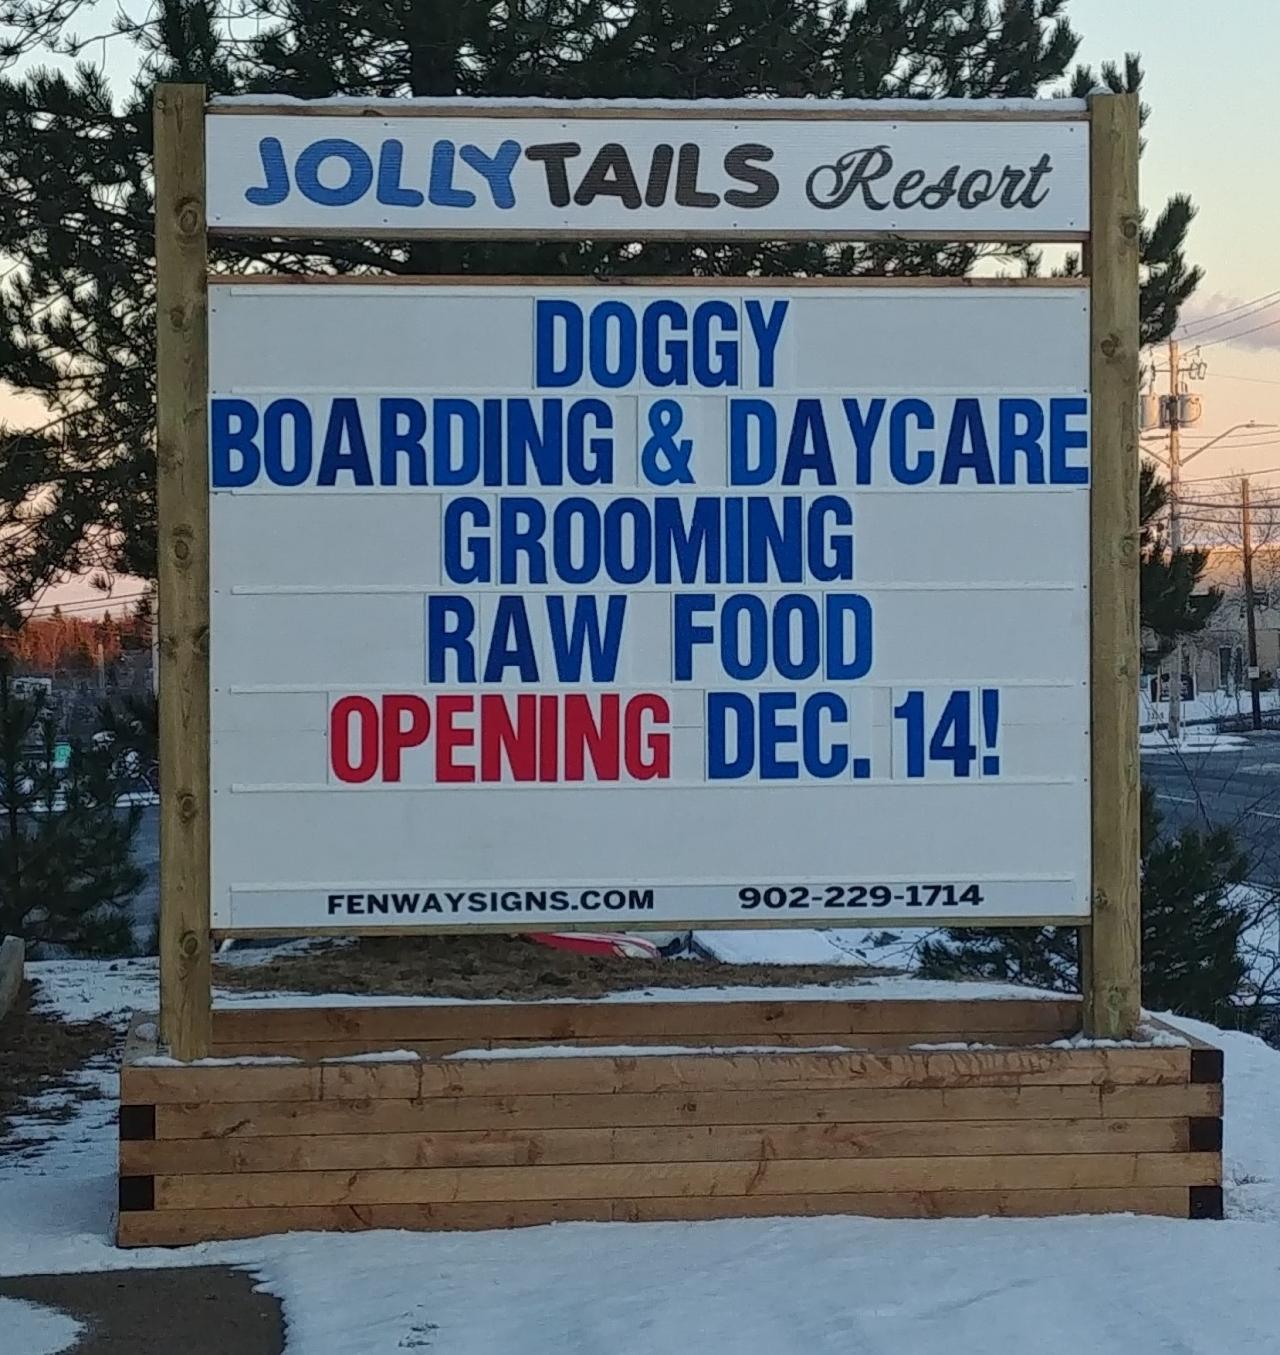 JOLLYTAILS Resort
DOGGY
BOARDING & DAYCARE
GROOMING
RAW FOOD
OPENING DEC. 14!
FENWAYSIGNS.COM 902-229-1714